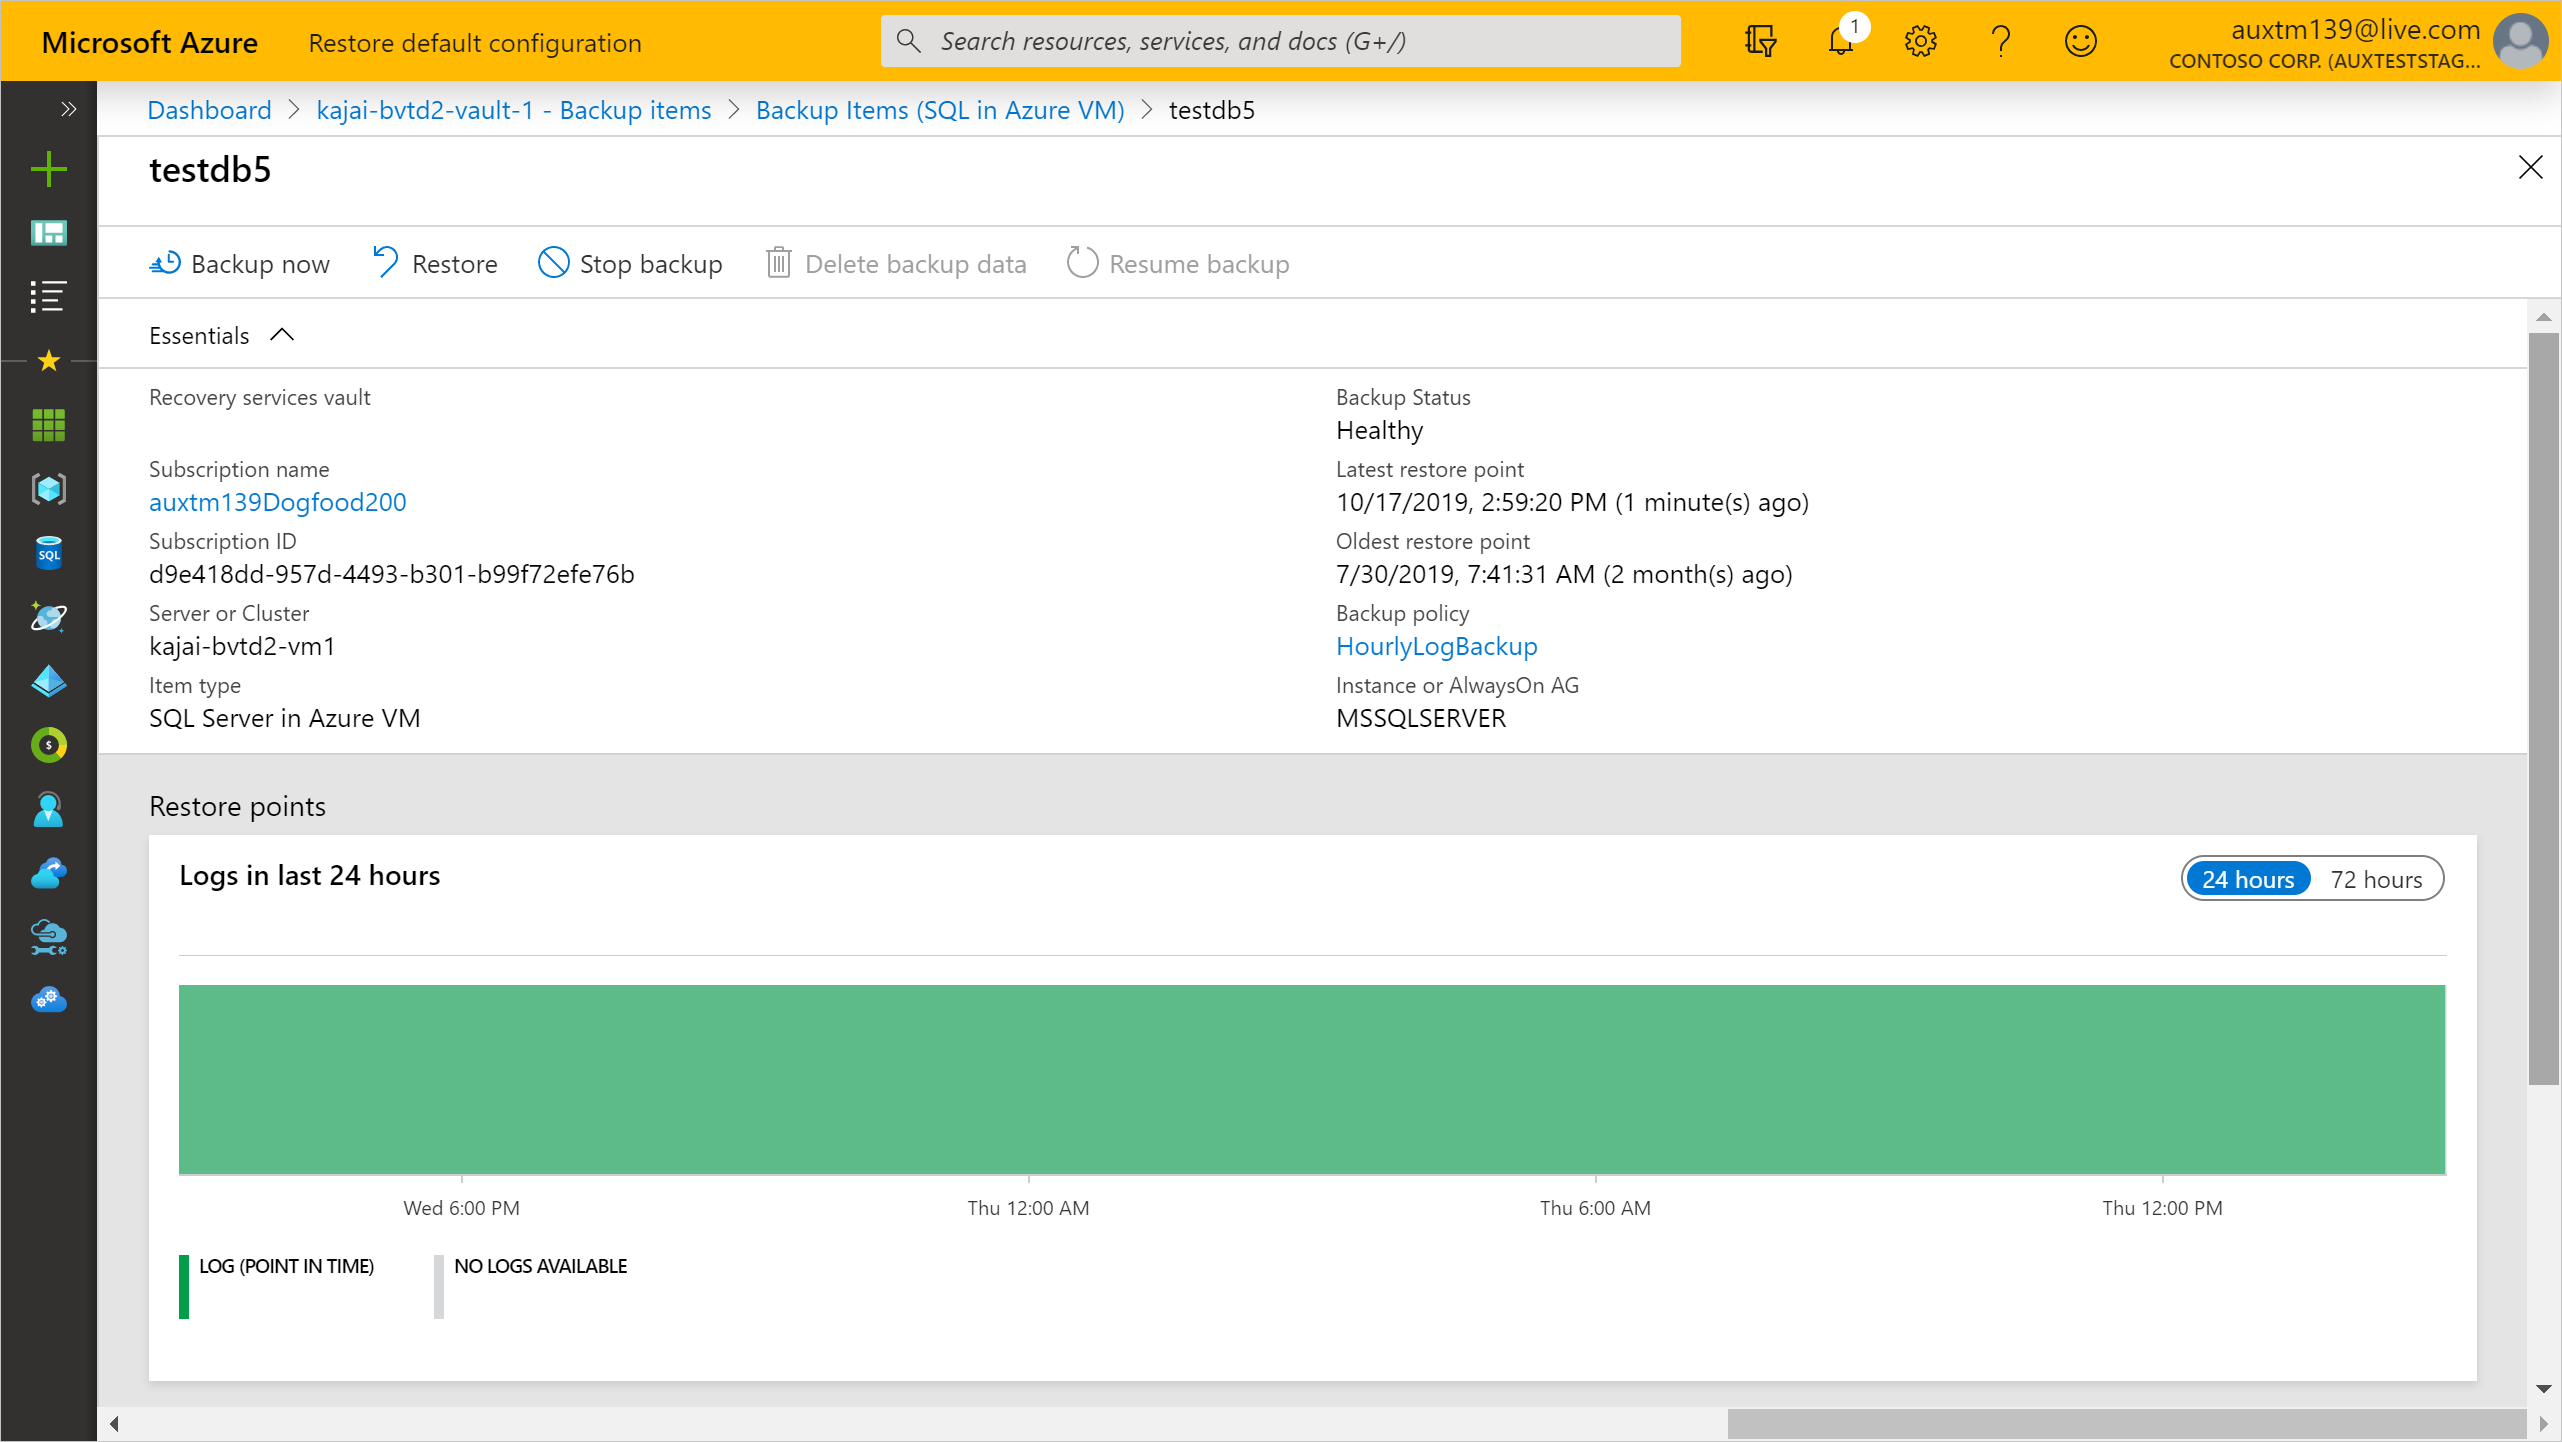 Microsoft Azure Restore default configuration Search resources, services, and docs (G+/) 1 auxtm139@live.com
CONTOSO CORP. (AUXTESTSTAG...
Dashboard > kajai-bvtd2-vault-1 - Backup items > Backup Items (SQL in Azure VM) > testdb5
testdb5
Backup now Restore Stop backup Delete backup data Resume backup
Essentials
Recovery services vault
Subscription name
auxtm139Dogfood200
Subscription ID
d9e418dd-957d-4493-b301-b99f72efe76b
Server or Cluster
kajai-bvtd2-vm1
Item type
SQL Server in Azure VM
Backup Status
Healthy
Latest restore point
10/17/2019, 2:59:20 PM (1 minute(s) ago)
Oldest restore point
7/30/2019, 7:41:31 AM (2 month(s) ago)
Backup policy
HourlyLogBackup
Instance or AlwaysOn AG
MSSQLSERVER
SQL
$
Restore points
Logs in last 24 hours 24 hours 72 hours
Wed 6:00 PM Thu 12:00 AM Thu 6:00 AM Thu 12:00 PM
LOG (POINT IN TIME) NO LOGS AVAILABLE